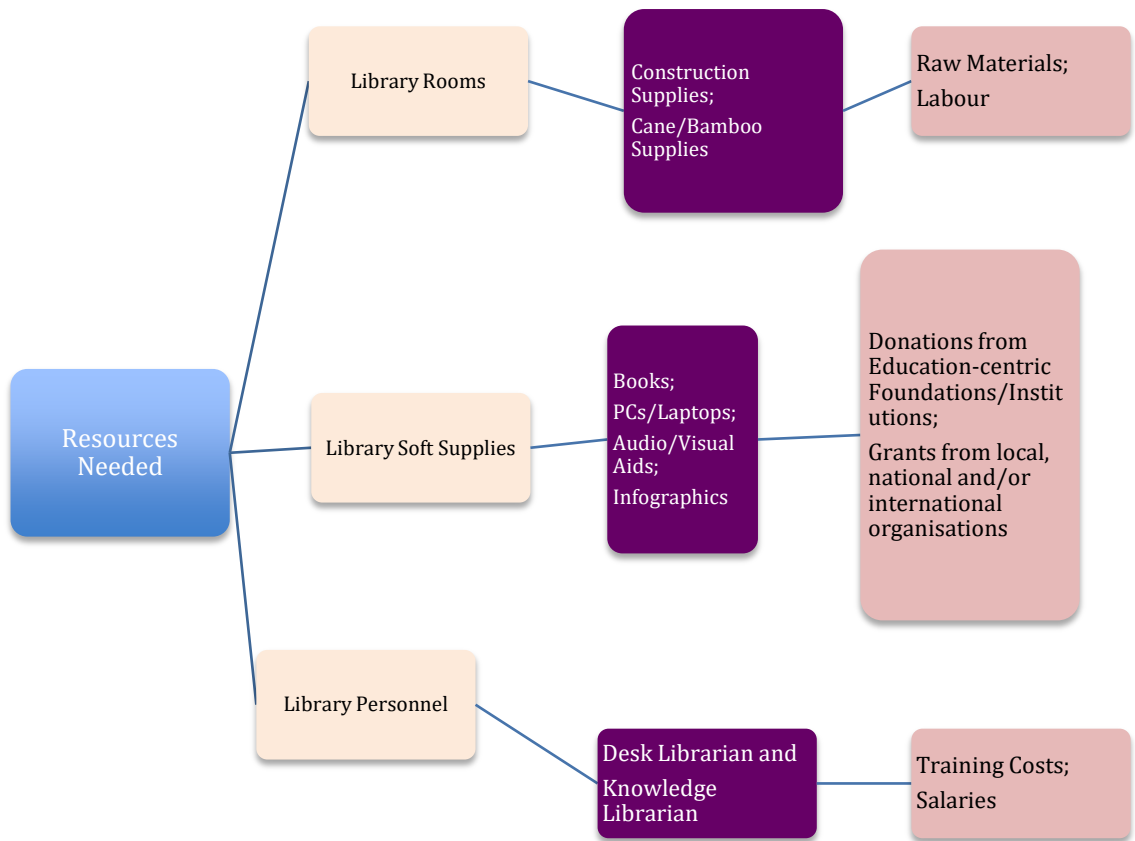 Library Rooms
Construction
Supplies;
Cane/Bamboo
Supplies
Raw Materials;
Labour
Resources
Needed
Library Soft Supplies
Books;
PCs/Laptops;
Audio/Visual
Aids;
Infographics
Donations from
Education-centric
Foundations/Instit
utions;
Grants from local,
national and/or
international
organisations
Library Personnel
Desk Librarian and
Knowledge
Librarian
Training Costs;
Salaries